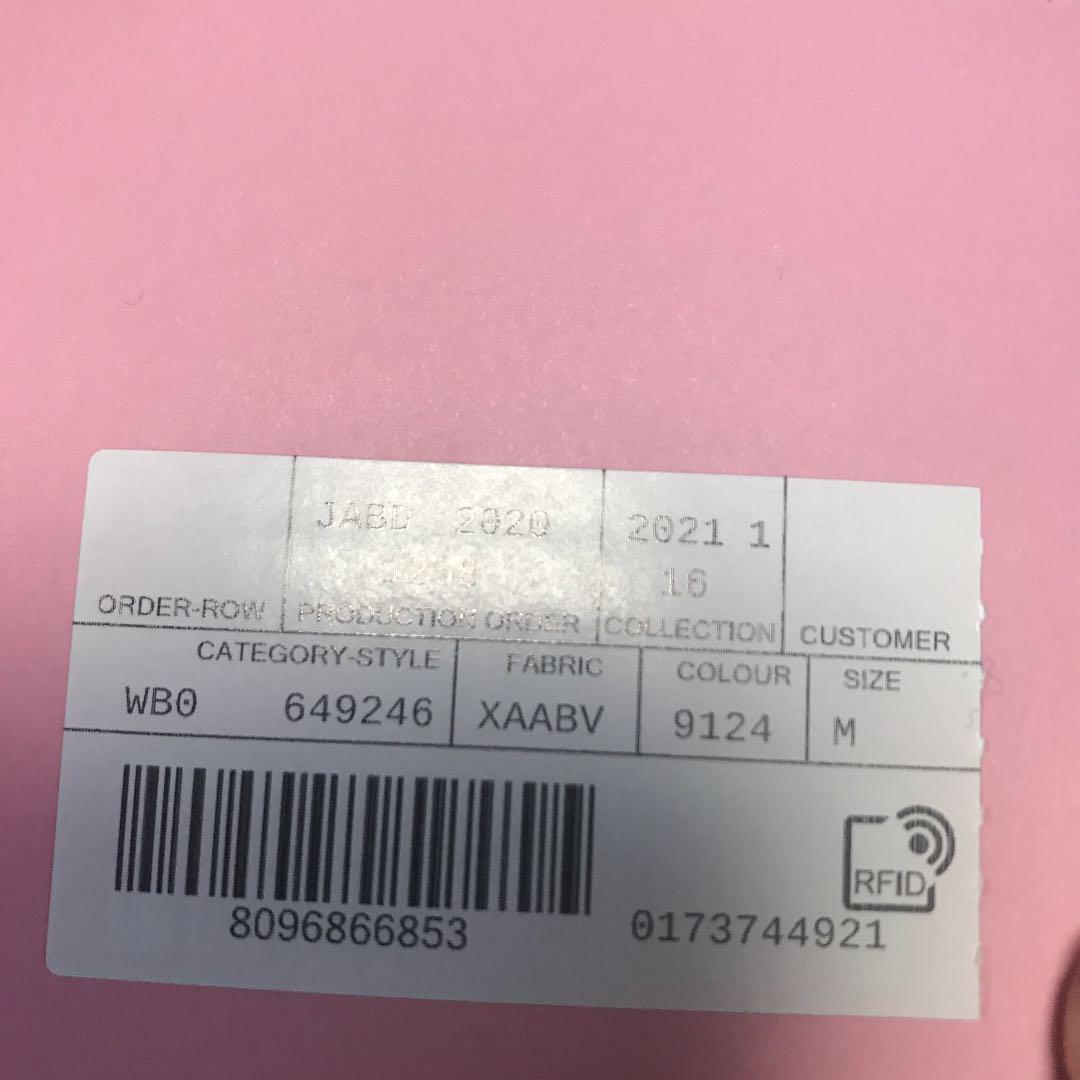 JABD 2020
2021 1
16
ORDER-ROW PRODUCTION ORDER COLLECTION CUSTOMER
CATEGORY-STYLE FABRIC COLOUR SIZE
WB0 649246 XAABV 9124 M
RFID
8096866853 0173744921